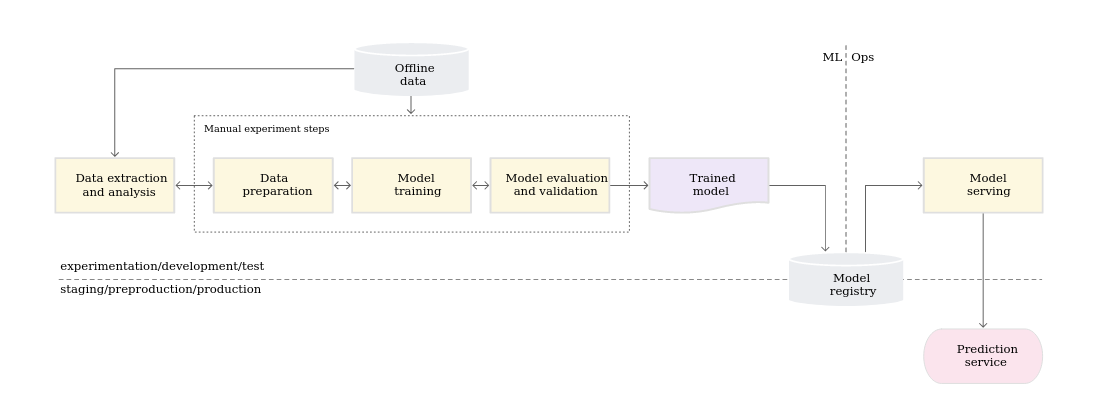 Offline
data
ML
Ops
Manual experiment steps
Data extraction
and analysis
Data
preparation
Model
training
Model evaluation
and validation
Trained
model
Model
serving
experimentation/development/test
staging/preproduction/production
Model
registry
Prediction
service